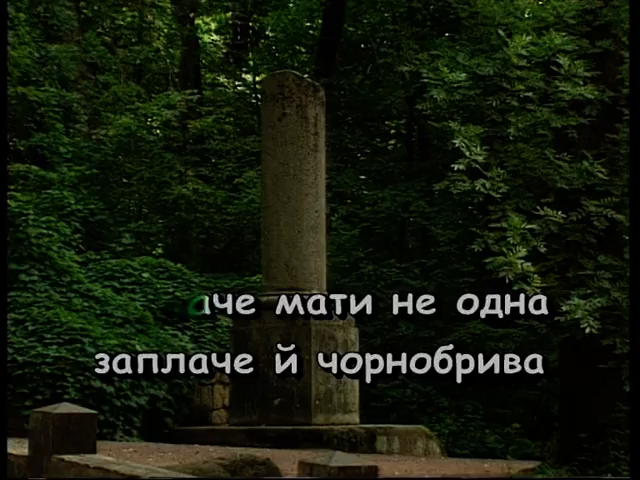 аче мати не одна
заплаче й чорнобрива